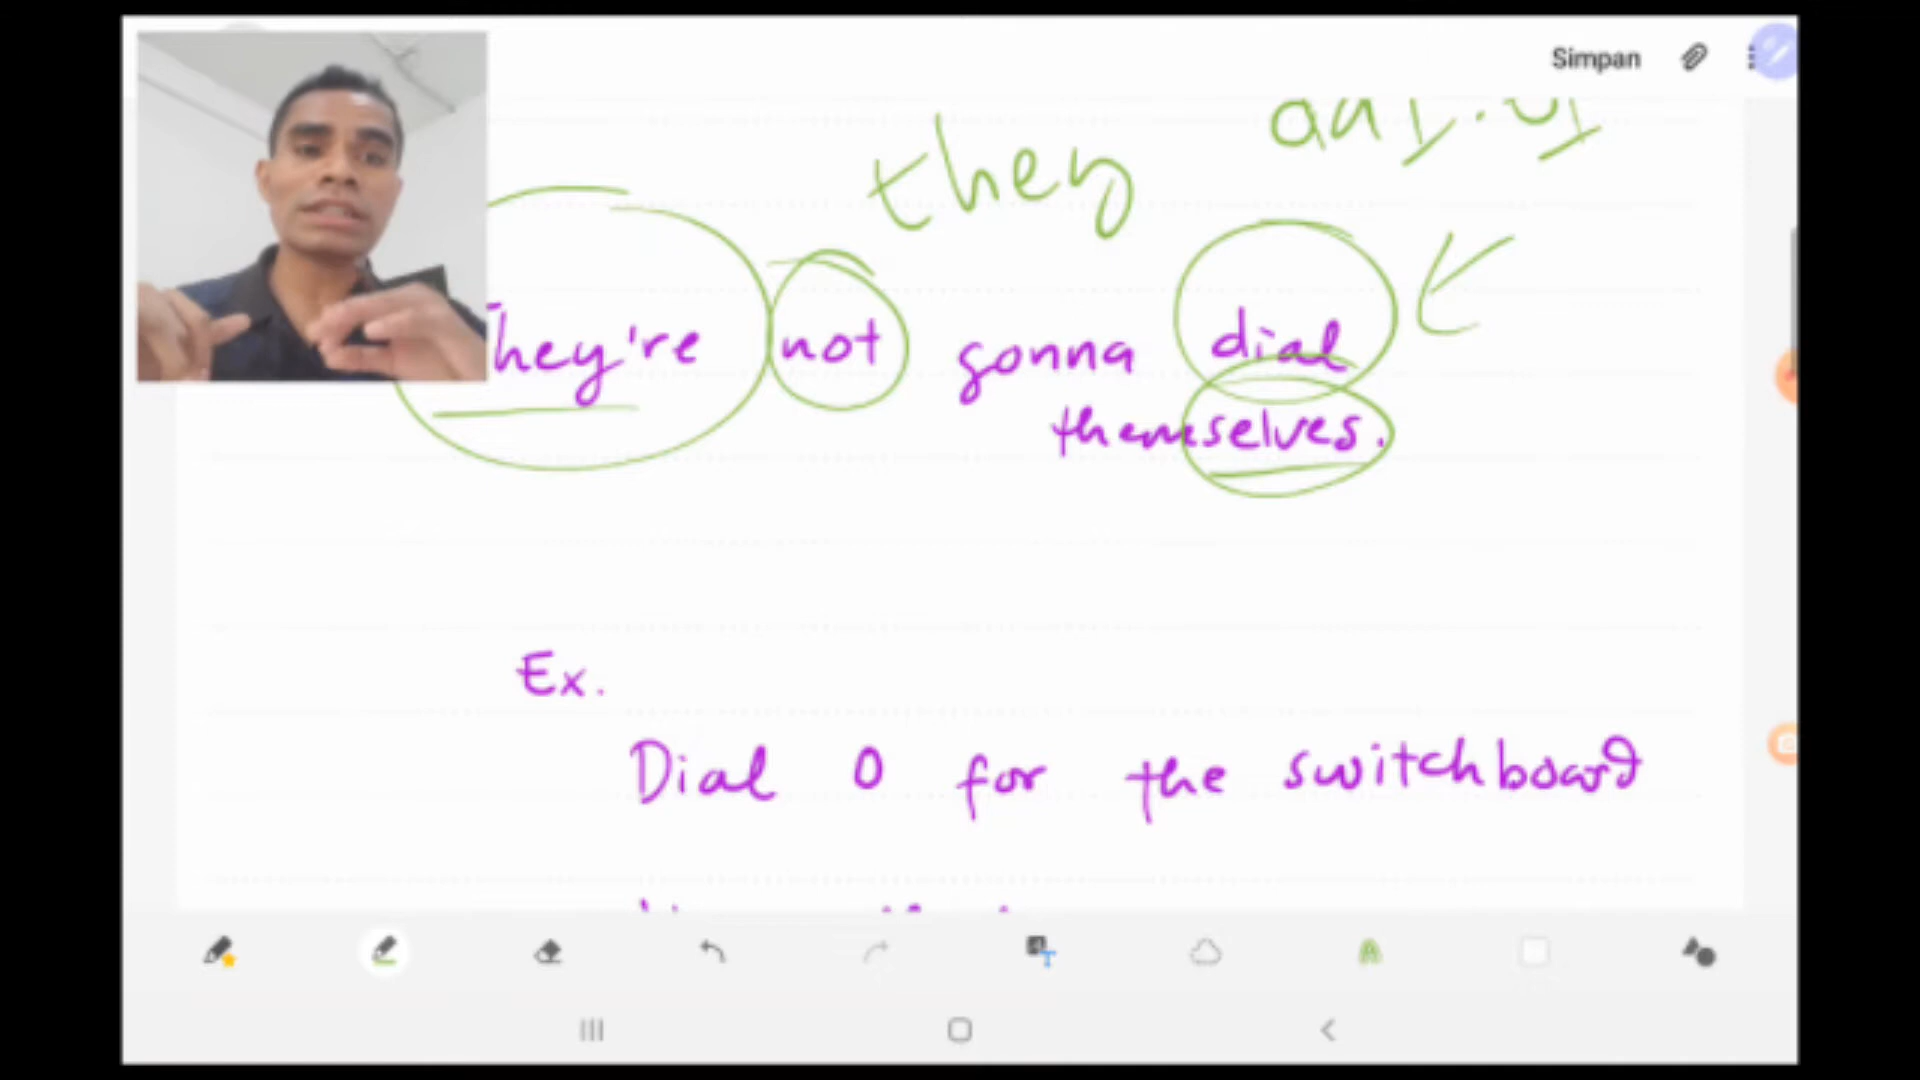 Simpan
they
They're not gonna dial
themselves.
Ex.
Dial 0 for the switchboard